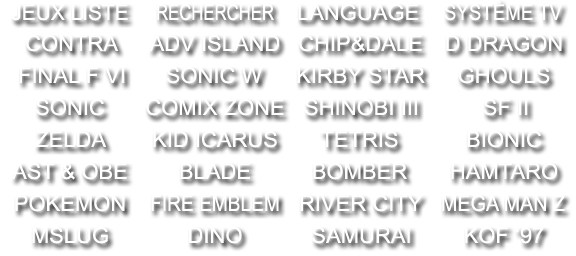 JEUX LISTE RECHERCHER LANGUAGE SYSTÈME TV
CONTRA ADV ISLAND CHIP&DALE D DRAGON
FINAL F VI SONIC W KIRBY STAR GHOULS
SONIC COMIX ZONE SHINOBI III SF II
ZELDA KID ICARUS TETRIS BIONIC
AST & OBE BLADE BOMBER HAMTARO
POKEMON FIRE EMBLEM RIVER CITY MEGA MAN Z
MSLUG DINO SAMURAI KOF '97